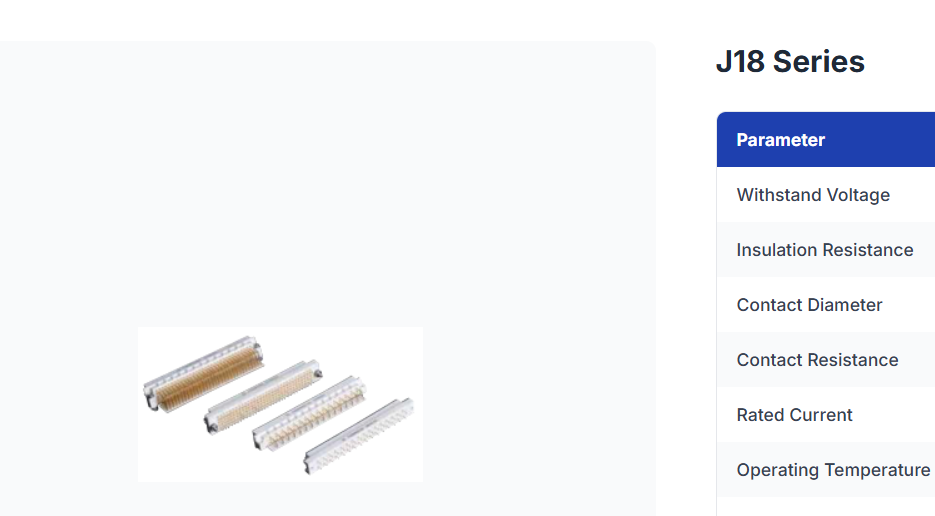 J18 Series
Parameter
Withstand Voltage
Insulation Resistance
Contact Diameter
Contact Resistance
Rated Current
Operating Temperature